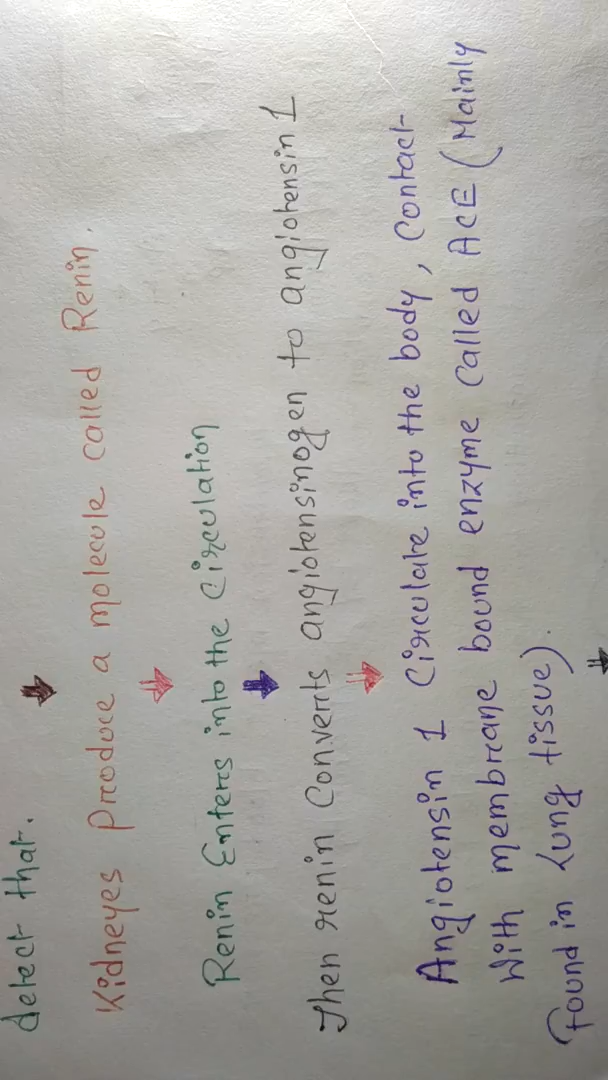 detect that.
Kidneyes produce a molecule called Renin.
Renin Enters into the Circulation
Then renin Converts angiotensinogen to angiotensin 1
Angiotensin 1 Circulate into the body, Contact
With membrane bound enzyme called ACE (Mainly
Found in Lung tissue).